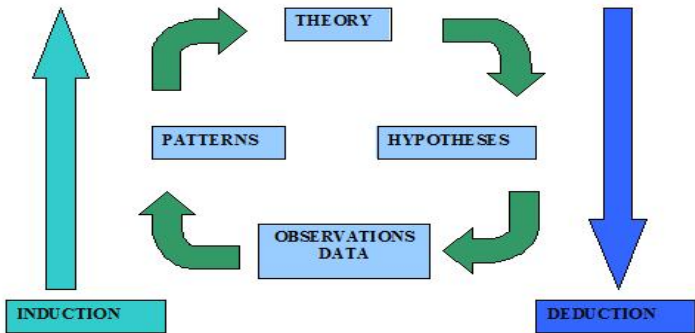 THEORY
PATTERNS
HYPOTHESES
OBSERVATIONS
DATA
INDUCTION
DEDUCTION